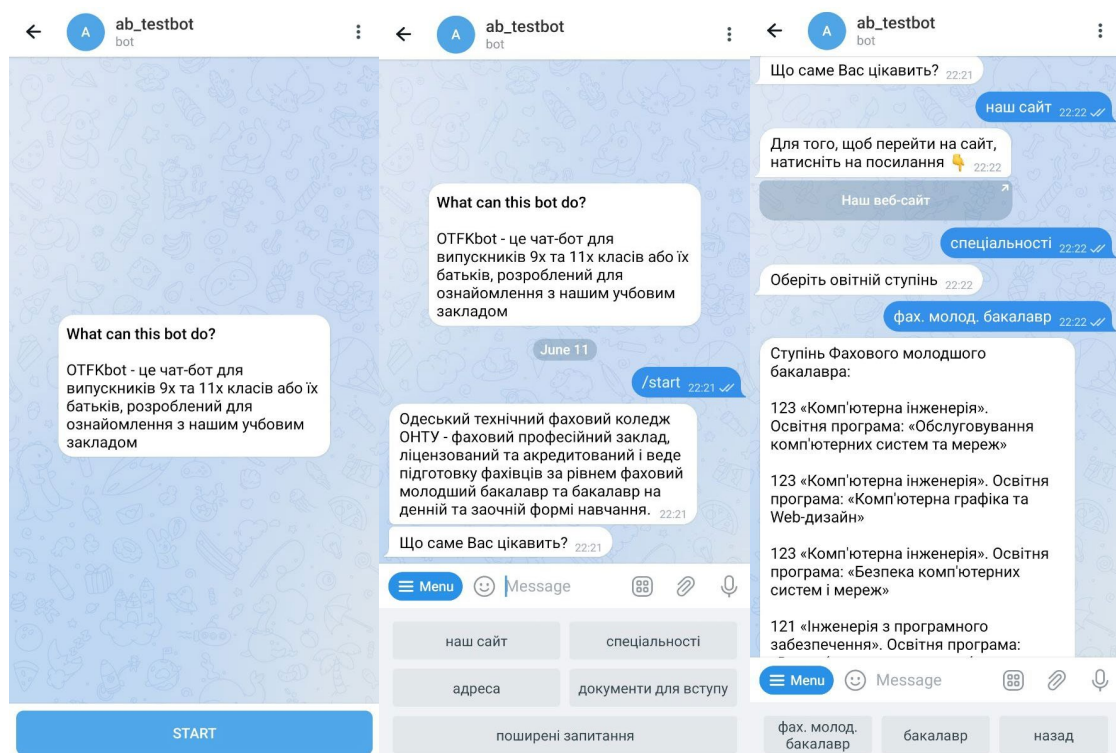 ab_testbot
A
bot
What can this bot do?
OTFKbot - це чат-бот для
випускників 9х та 11х класів або їх
батьків, розроблений для
ознайомлення з нашим учбовим
закладом
START
ab_testbot
A
bot
What can this bot do?
OTFKbot - це чат-бот для
випускників 9х та 11х класів або їх
батьків, розроблений для
ознайомлення з нашим учбовим
закладом
June 11
/start 22:21
Одеський технічний фаховий коледж
ОНТУ - фаховий професійний заклад,
ліцензований та акредитований і веде
підготовку фахівців за рівнем фаховий
молодший бакалавр та бакалавр на
денній та заочній формі навчання. 22:21
Що саме Вас цікавить? 22:21
Menu Message
наш сайт спеціальності
адреса документи для вступу
поширені запитання
ab_testbot
A
bot
Що саме Вас цікавить? 22:21
наш сайт 22:22
Для того, щоб перейти на сайт,
натисніть на посилання 👇 22:22
Наш веб-сайт
спеціальності 22:22
Оберіть овітній ступінь 22:22
фах. молод. бакалавр 22:22
Ступінь Фахового молодшого
бакалавра:
123 «Комп'ютерна інженерія».
Освітня програма: «Обслуговування
комп'ютерних систем та мереж»
123 «Комп'ютерна інженерія». Освітня
програма: «Комп'ютерна графіка та
Web-дизайн»
123 «Комп'ютерна інженерія». Освітня
програма: «Безпека комп'ютерних
систем і мереж»
121 «Інженерія з програмного
забезпечення». Освітня програма:
Menu Message
фах. молод.
бакалавр
бакалавр
назад